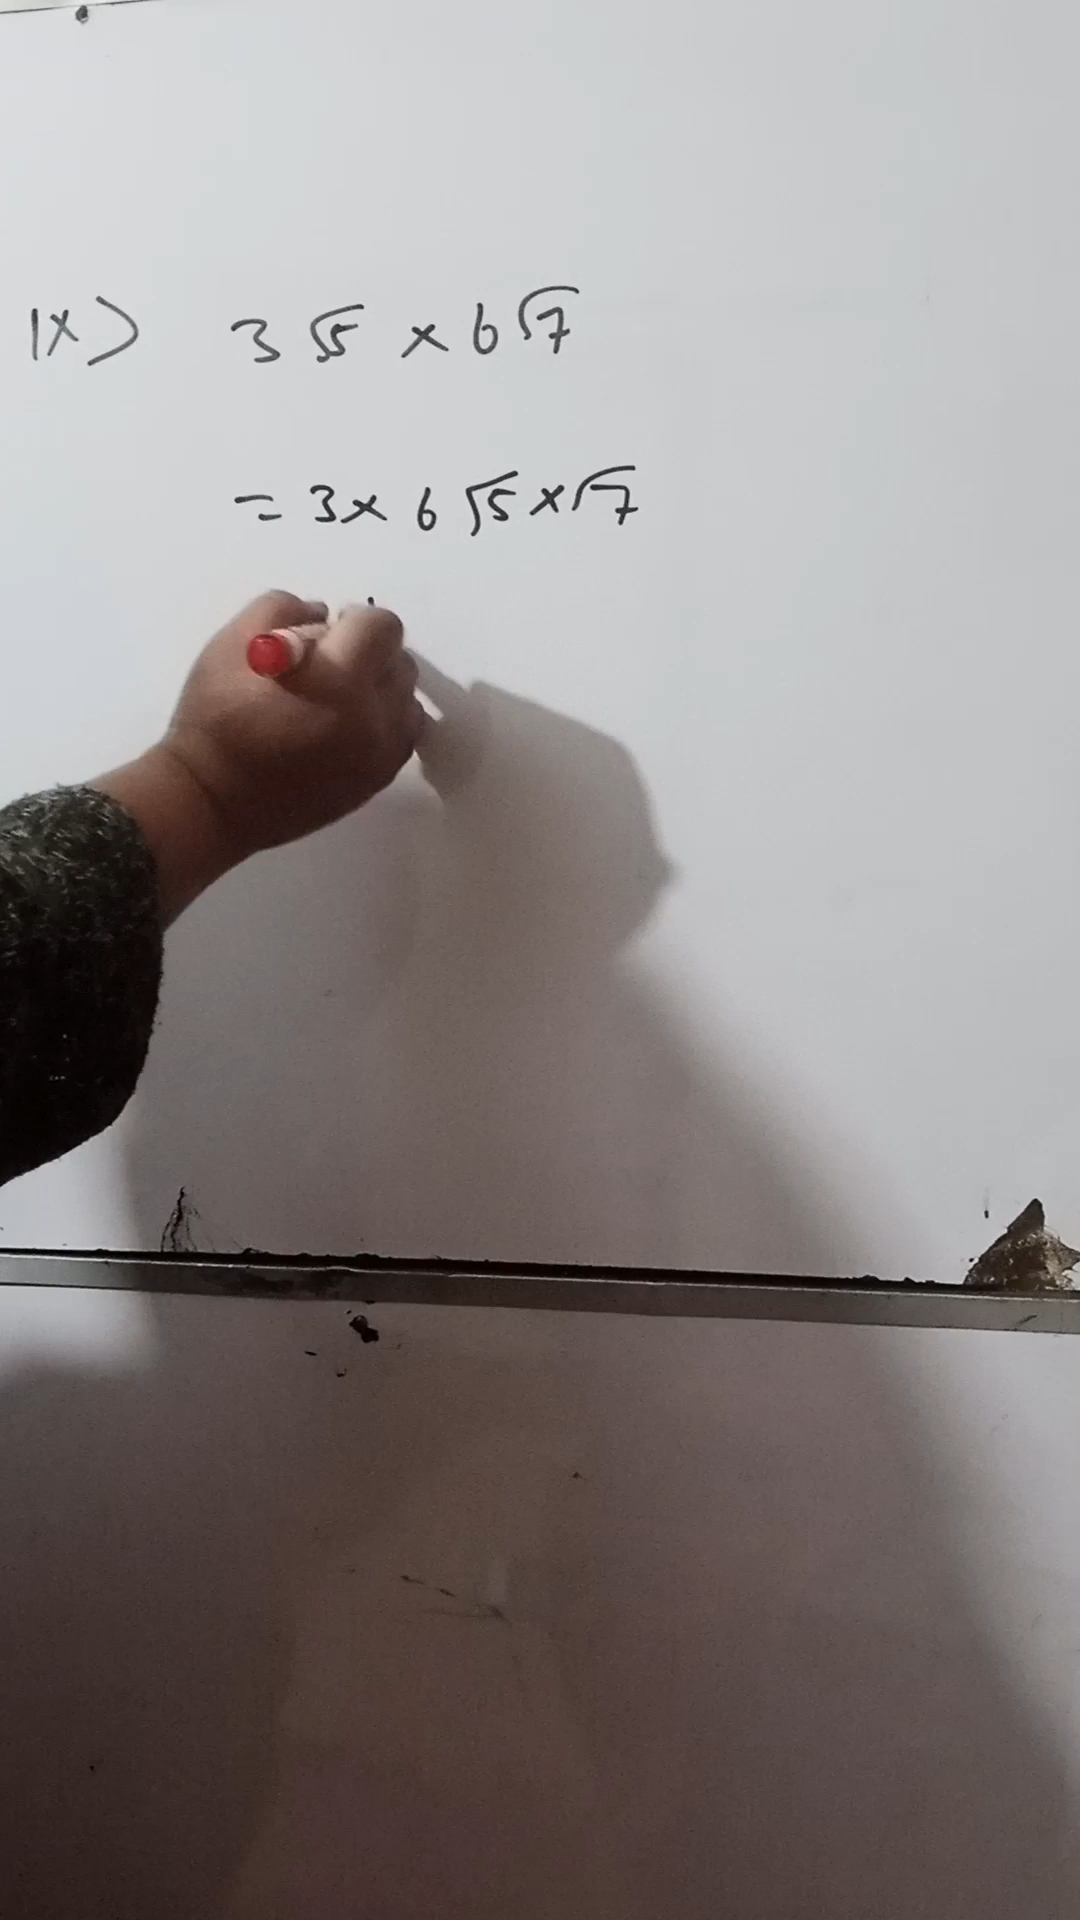 ix) 3√5 × 6√7
= 3 × 6 √5 × √7